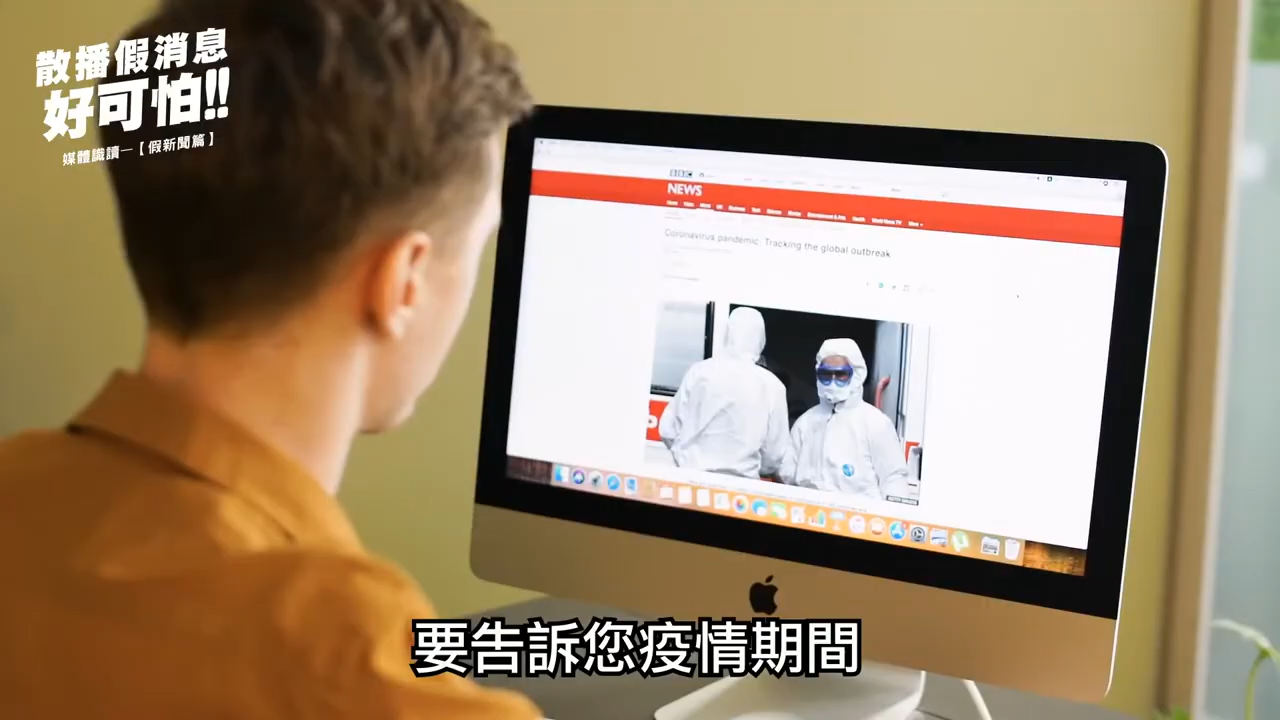 散播假消息
好可怕!!
媒體識讀—【假新聞篇】
BBC
NEWS
Coronavirus pandemic: Tracking the global outbreak
要告訴您疫情期間